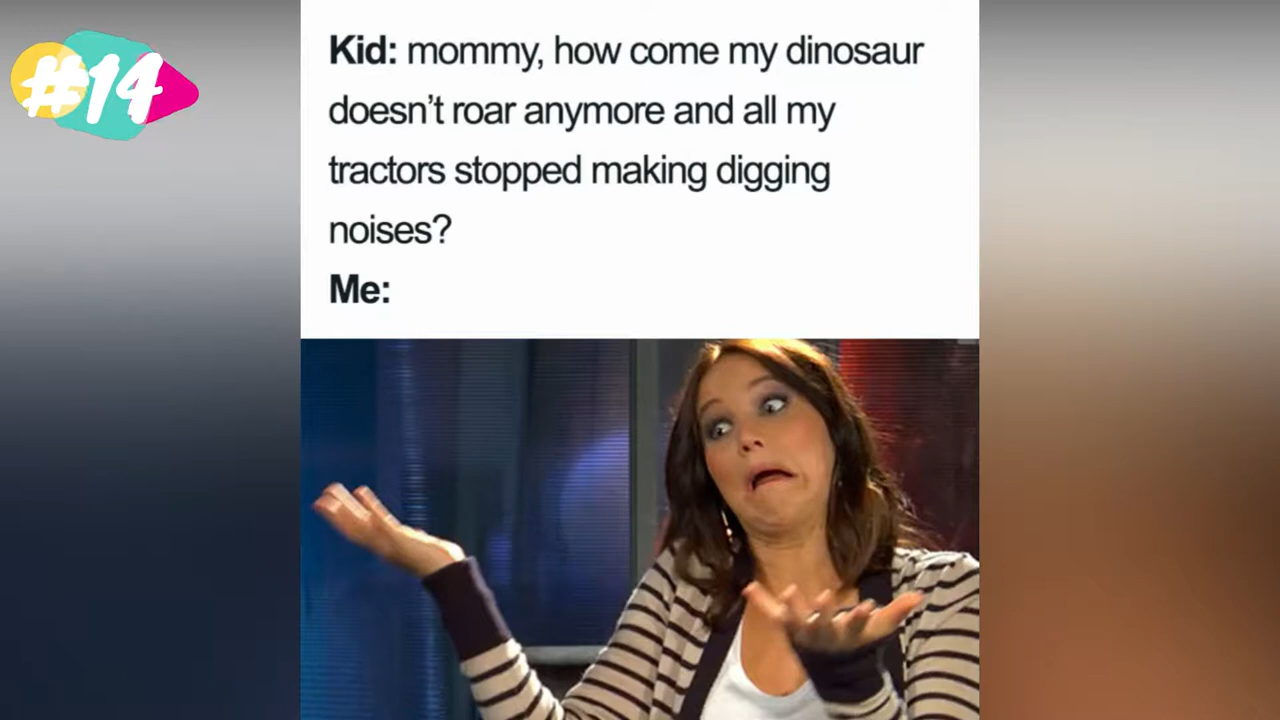 #14
Kid: mommy, how come my dinosaur
doesn’t roar anymore and all my
tractors stopped making digging
noises?
Me: